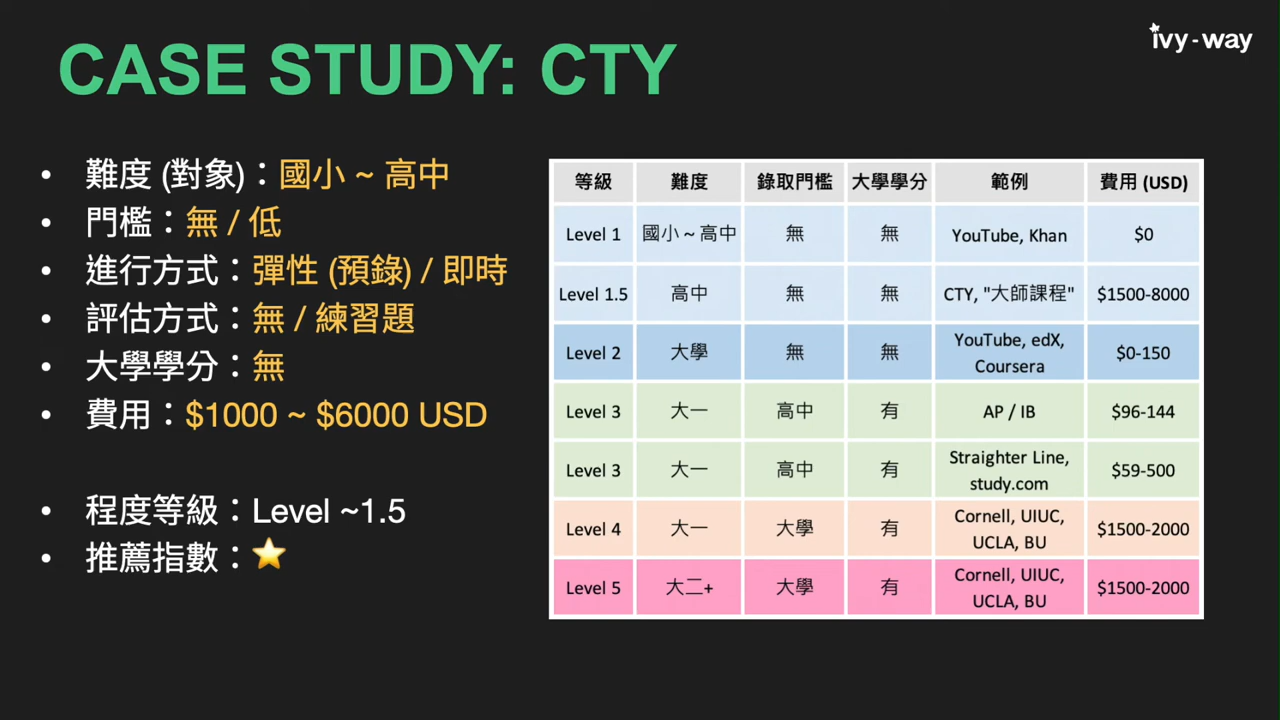 ivy-way
CASE STUDY: CTY
• 難度 (對象)：國小 ~ 高中
• 門檻：無 / 低
• 進行方式：彈性 (預錄) / 即時
• 評估方式：無 / 練習題
• 大學學分：無
• 費用：$1000 ~ $6000 USD
• 程度等級：Level ~1.5
• 推薦指數：⭐
等級 難度 錄取門檻 大學學分 範例 費用 (USD)
Level 1 國小 ~ 高中 無 無 YouTube, Khan $0
Level 1.5 高中 無 無 CTY, "大師課程" $1500-8000
Level 2 大學 無 無 YouTube, edX,
Coursera $0-150
Level 3 大一 高中 有 AP / IB $96-144
Level 3 大一 高中 有 Straighter Line,
study.com $59-500
Level 4 大一 大學 有 Cornell, UIUC,
UCLA, BU $1500-2000
Level 5 大二+ 大學 有 Cornell, UIUC,
UCLA, BU $1500-2000